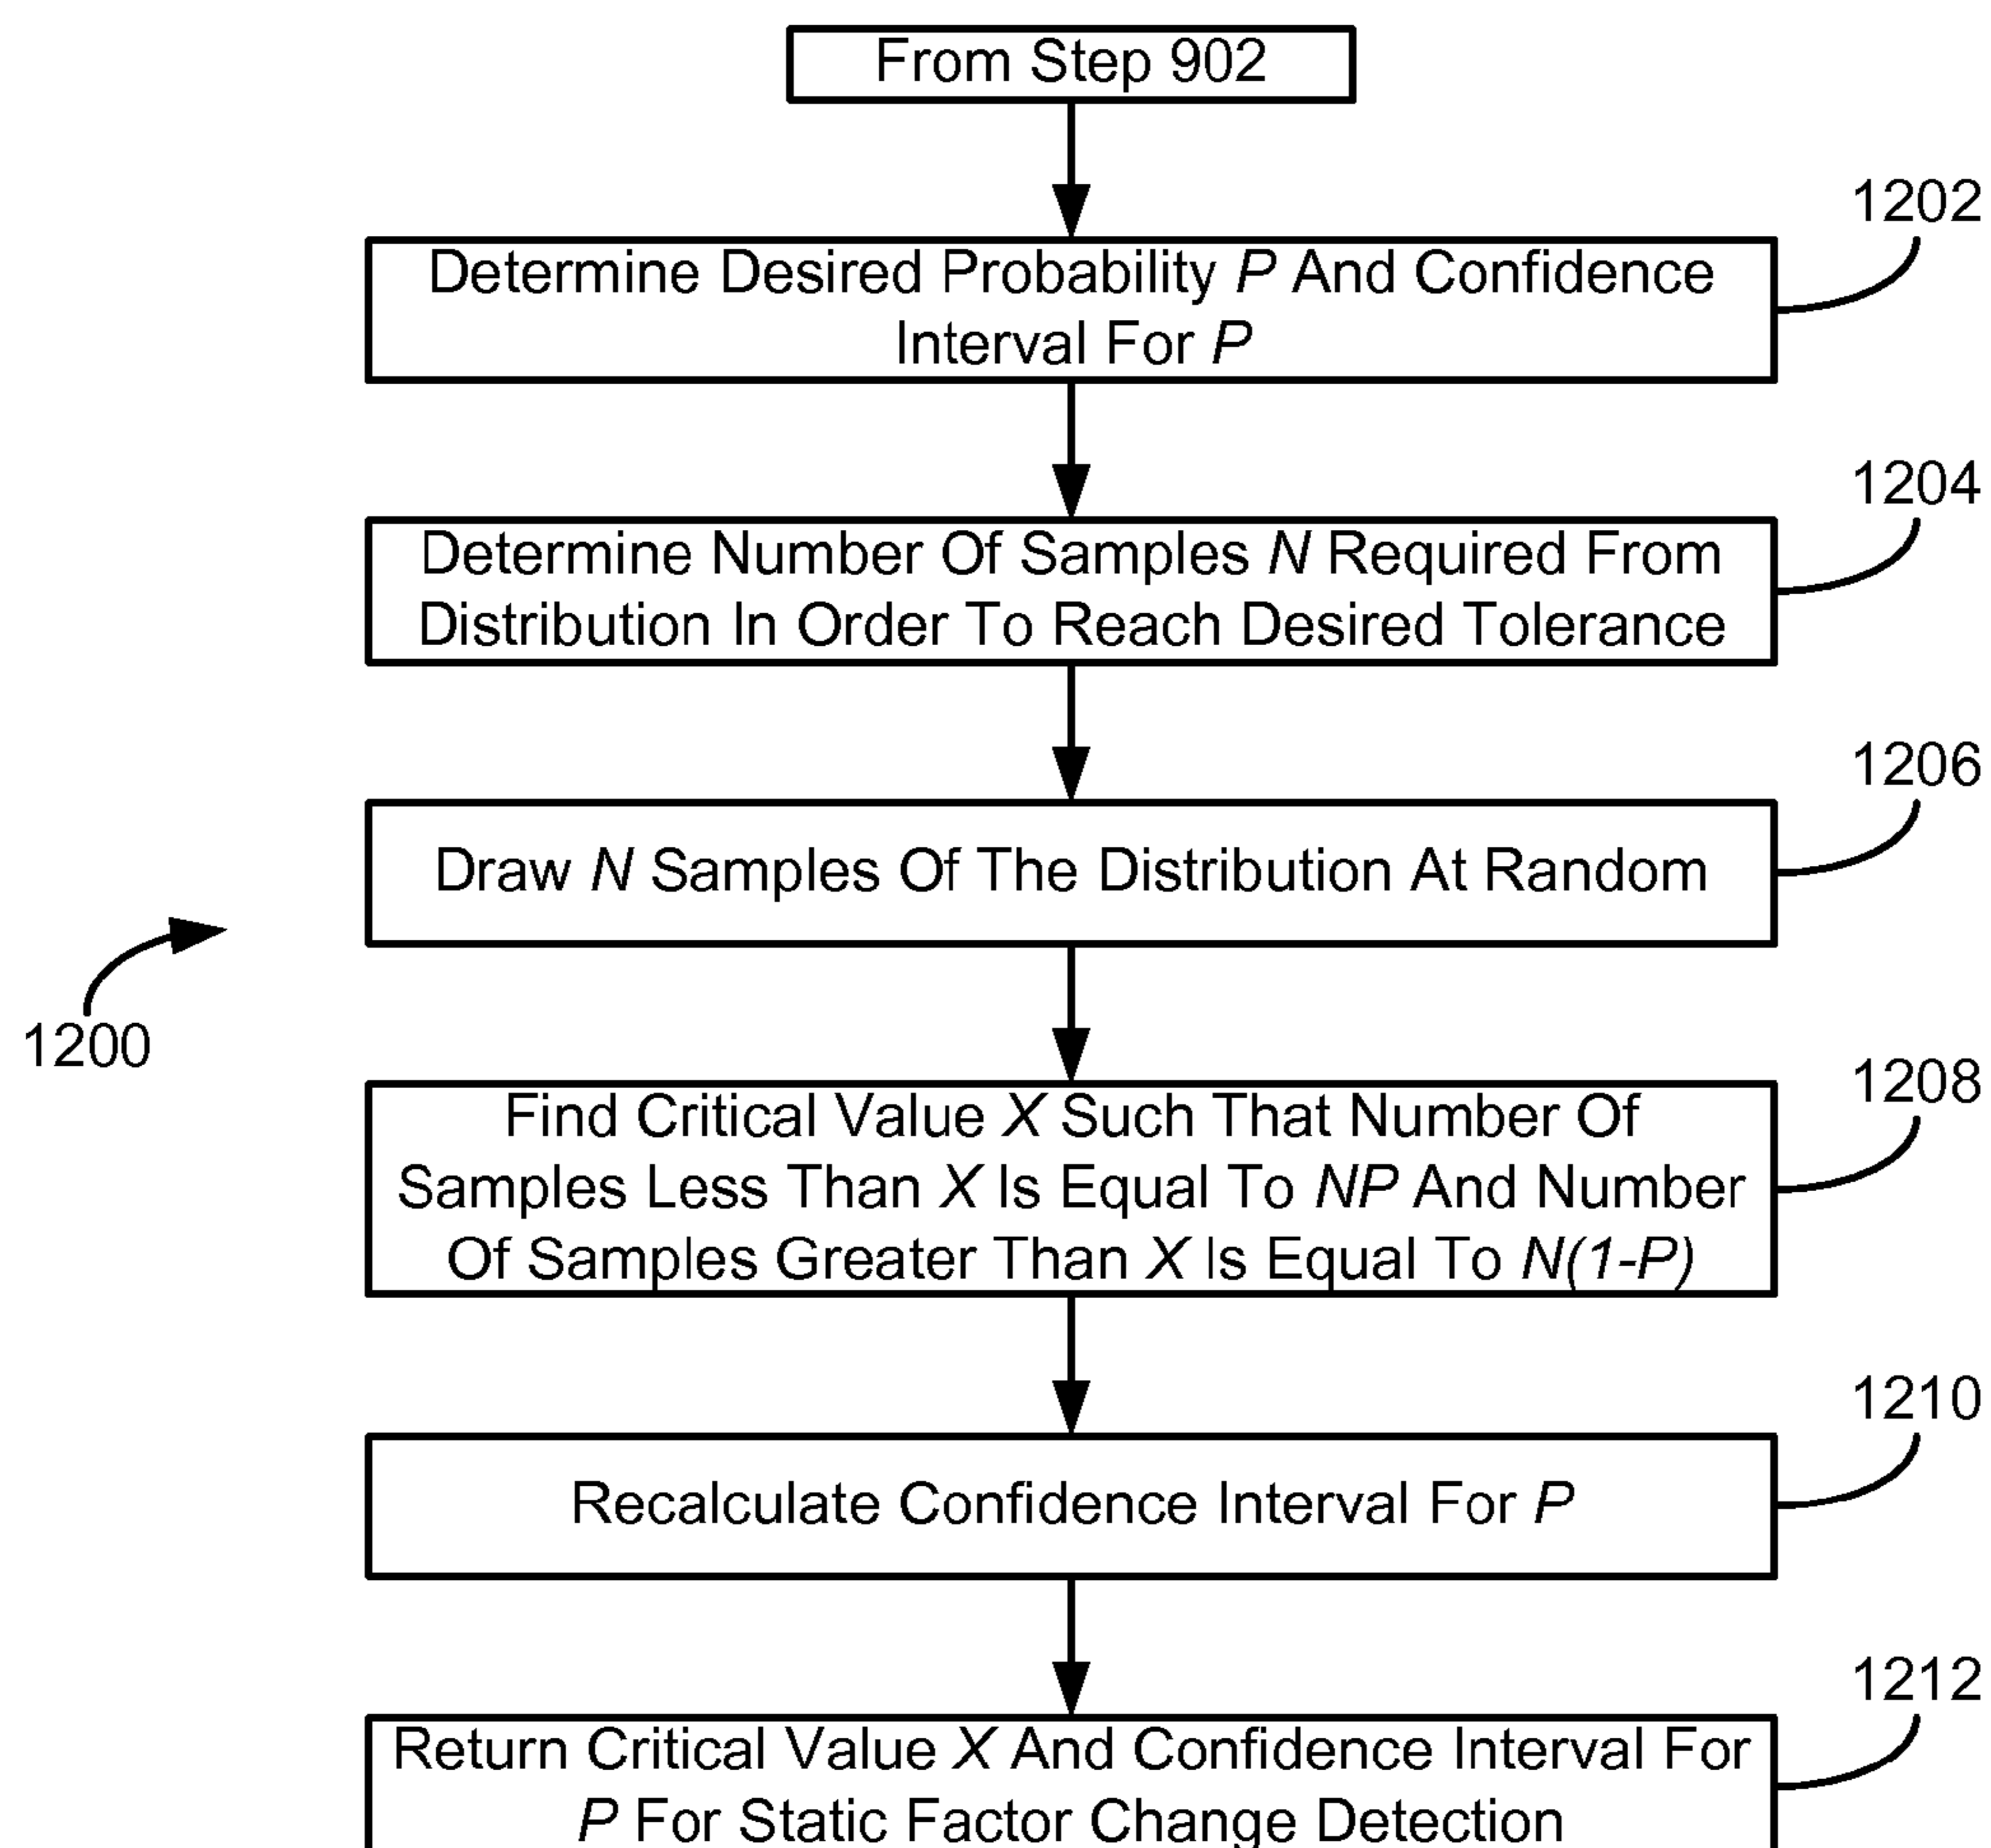 From Step 902
1202
Determine Desired Probability P And Confidence
Interval For P
1204
Determine Number Of Samples N Required From
Distribution In Order To Reach Desired Tolerance
1206
Draw N Samples Of The Distribution At Random
1200
1208
Find Critical Value X Such That Number Of
Samples Less Than X Is Equal To NP And Number
Of Samples Greater Than X Is Equal To N(1-P)
1210
Recalculate Confidence Interval For P
1212
Return Critical Value X And Confidence Interval For
P For Static Factor Change Detection